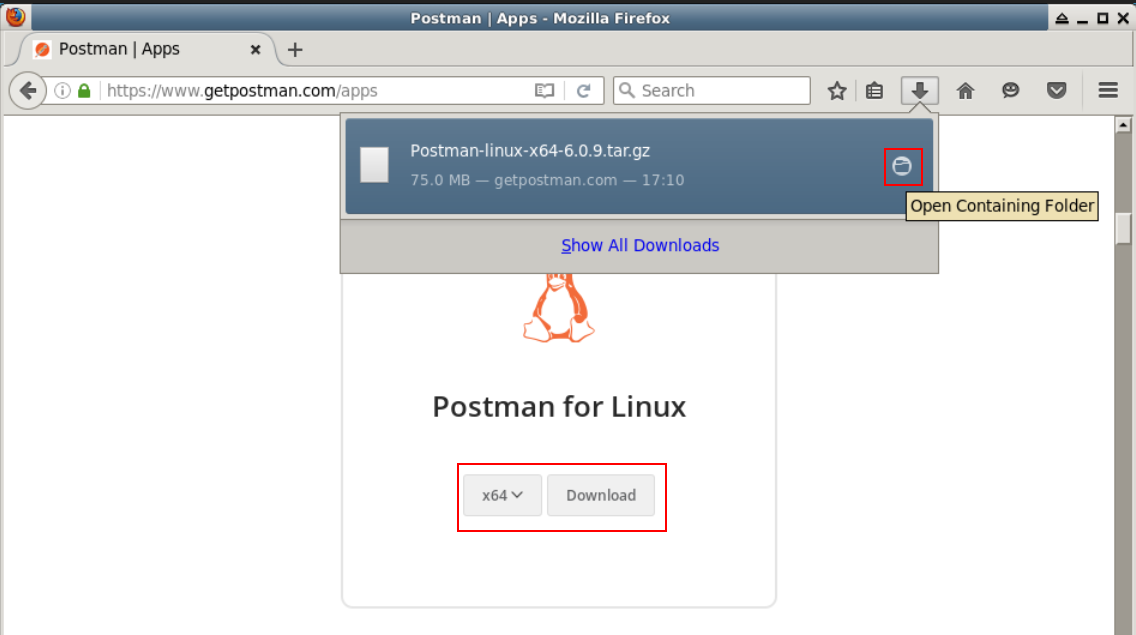 Postman | Apps - Mozilla Firefox
Postman | Apps
https://www.getpostman.com/apps
Search
Postman-linux-x64-6.0.9.tar.gz
75.0 MB — getpostman.com — 17:10
Open Containing Folder
Show All Downloads
Postman for Linux
x64
Download